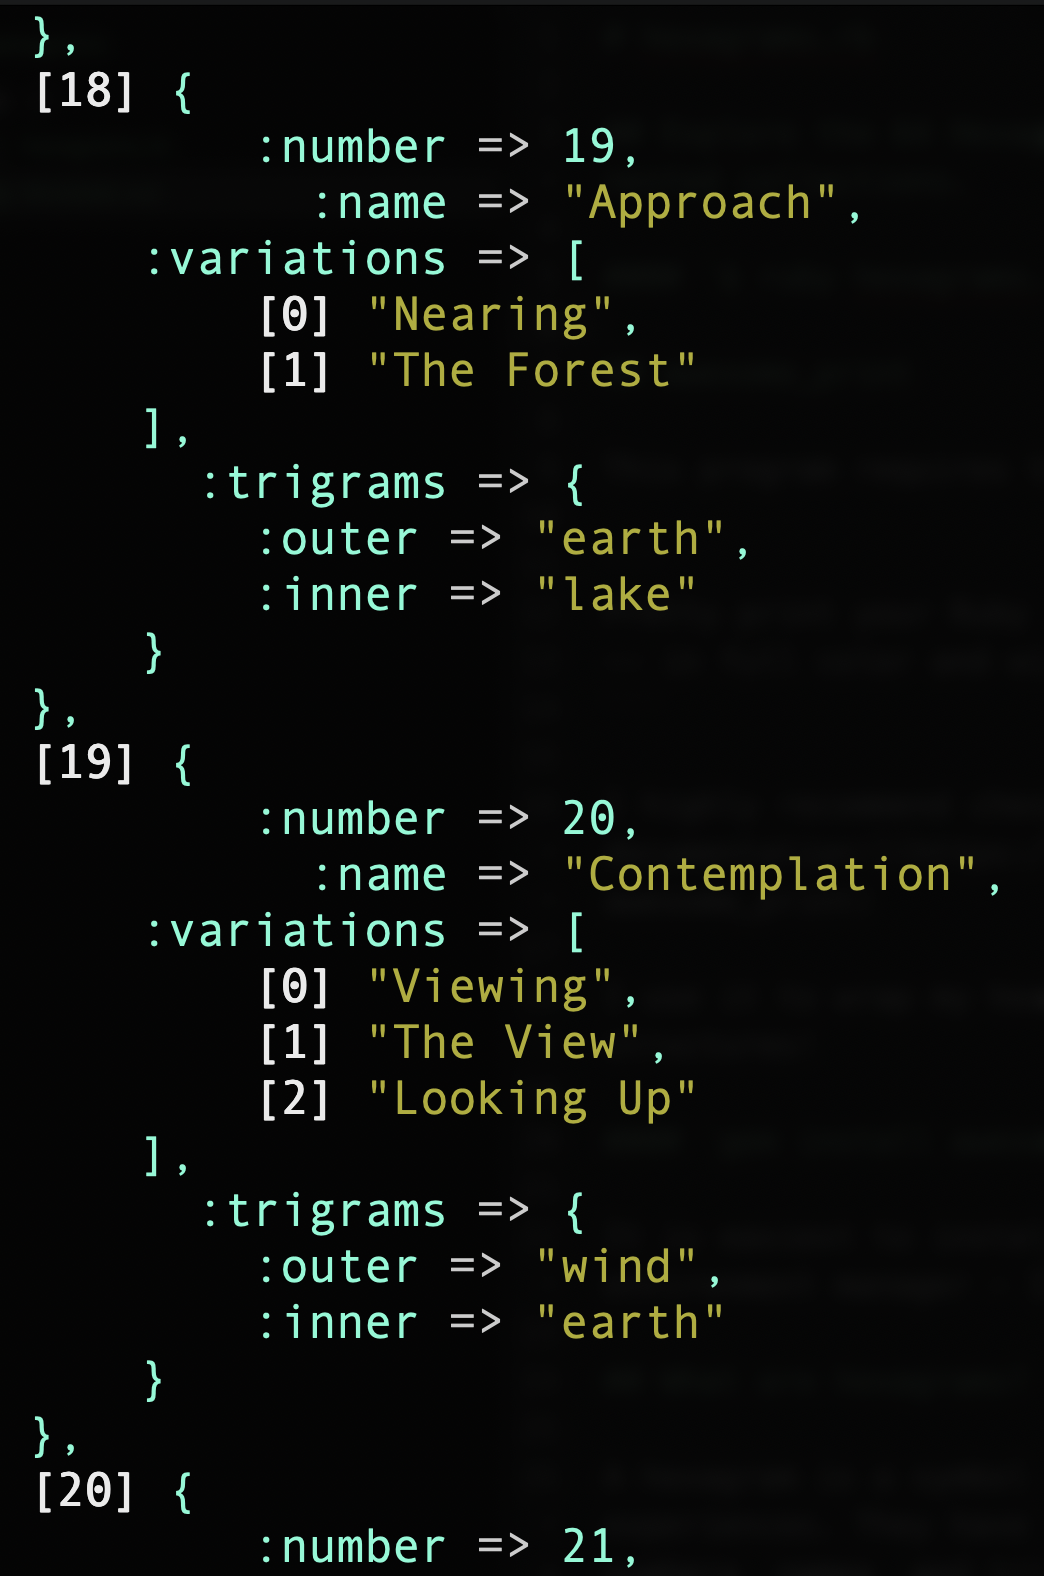 },
[18] {
:number => 19,
:name => "Approach",
:variations => [
[0] "Nearing",
[1] "The Forest"
],
:trigrams => {
:outer => "earth",
:inner => "lake"
}
},
[19] {
:number => 20,
:name => "Contemplation",
:variations => [
[0] "Viewing",
[1] "The View",
[2] "Looking Up"
],
:trigrams => {
:outer => "wind",
:inner => "earth"
}
},
[20] {
:number => 21,